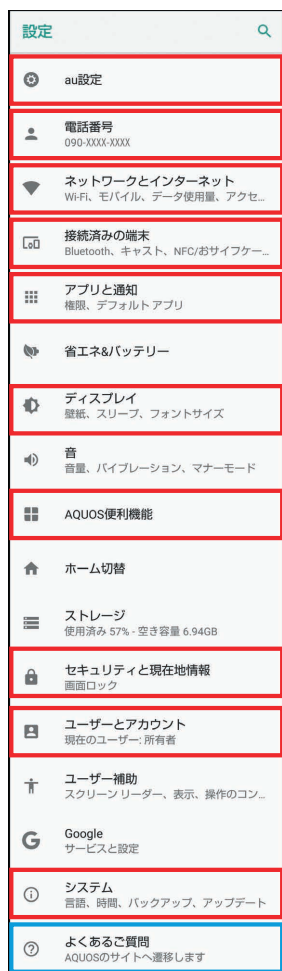 設定
au設定
電話番号
090-XXXX-XXXX
ネットワークとインターネット
Wi-Fi、モバイル、データ使用量、アクセ...
接続済みの端末
Bluetooth、キャスト、NFC/おサイフケー...
アプリと通知
権限、デフォルト アプリ
省エネ&バッテリー
ディスプレイ
壁紙、スリープ、フォントサイズ
音
音量、バイブレーション、マナーモード
AQUOS便利機能
ホーム切替
ストレージ
使用済み 57% - 空き容量 6.94GB
セキュリティと現在地情報
画面ロック
ユーザーとアカウント
現在のユーザー: 所有者
ユーザー補助
スクリーン リーダー、表示、操作のコン...
Google
サービスと設定
システム
言語、時間、バックアップ、アップデート
よくあるご質問
AQUOSのサイトへ遷移します